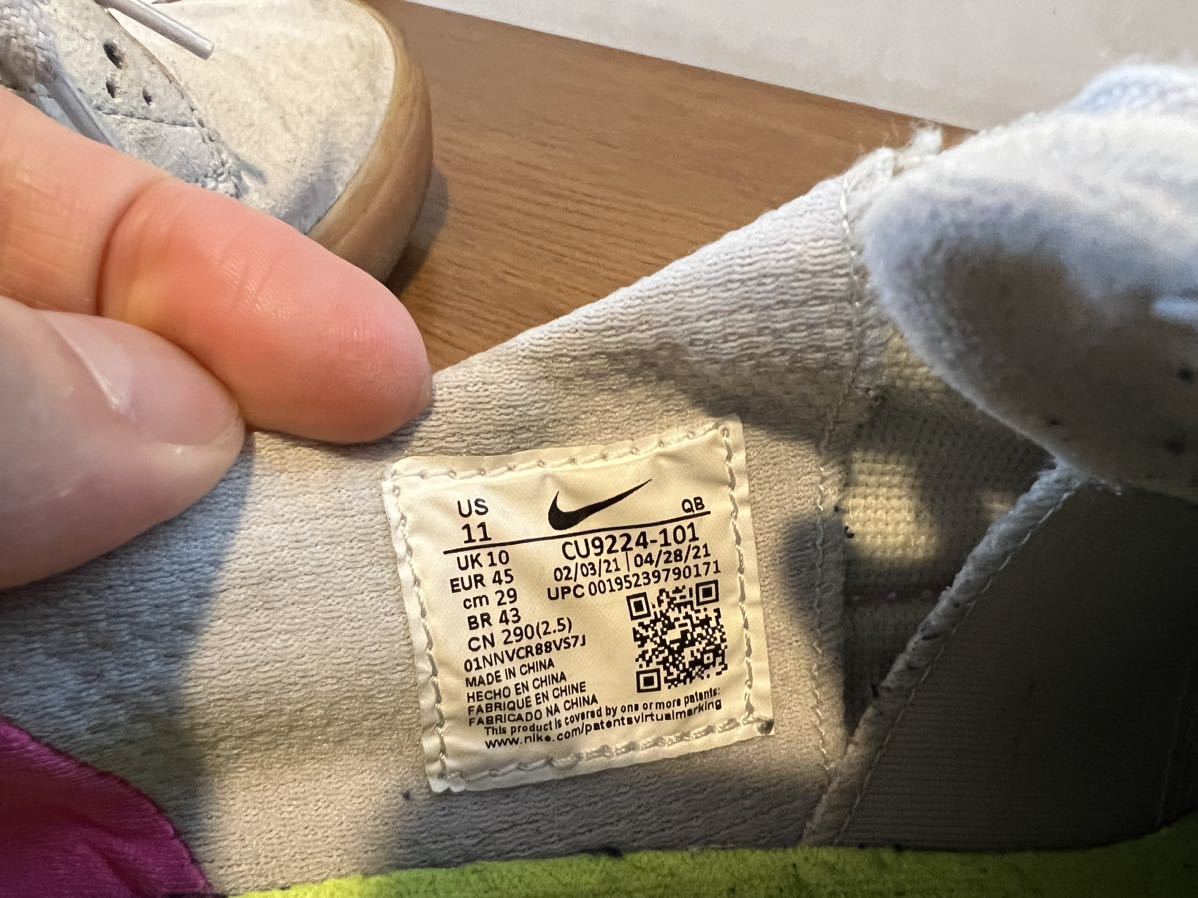 US
11
QB
UK 10
EUR 45
cm 29
BR 43
CN 290(2.5)
CU9224-101
02/03/21 | 04/28/21
UPC 00195239790171
01NNVCR88VS7J
MADE IN CHINA
HECHO EN CHINA
FABRIQUE EN CHINE
FABRICADO NA CHINA
This product is covered by one or more patents:
www.nike.com/patentsvirtualmarking